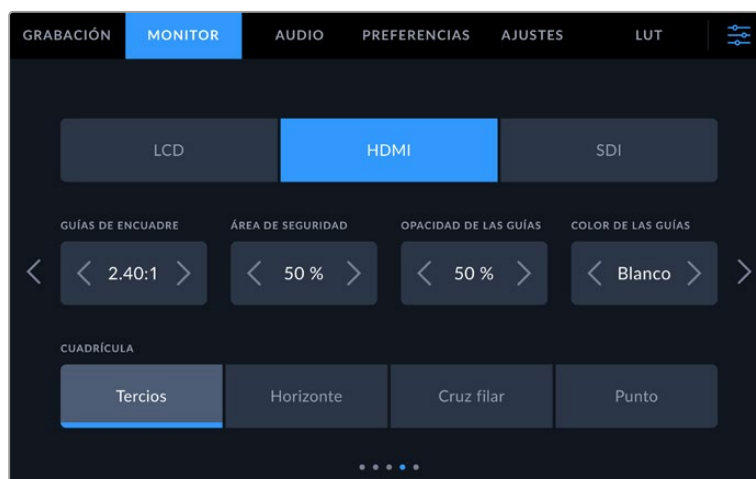 GRABACIÓN MONITOR AUDIO PREFERENCIAS AJUSTES LUT
LCD HDMI SDI
GUÍAS DE ENCUADRE ÁREA DE SEGURIDAD OPACIDAD DE LAS GUÍAS COLOR DE LAS GUÍAS
2.40:1 50 % 50 % Blanco
CUADRÍCULA
Tercios Horizonte Cruz filar Punto